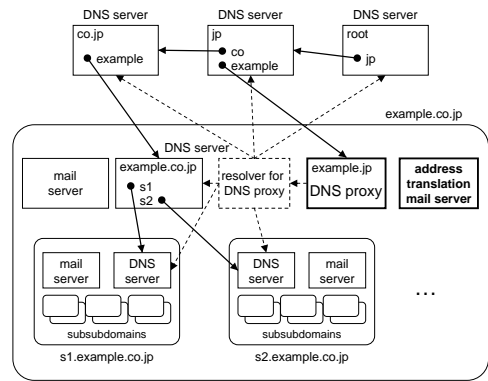 DNS server
DNS server
DNS server
co.jp
example
jp
co
example
root
jp
example.co.jp
DNS server
mail
server
example.co.jp
s1
s2
resolver for
DNS proxy
example.jp
DNS proxy
address
translation
mail server
mail
server
DNS
server
subsubdomains
s1.example.co.jp
DNS
server
mail
server
subsubdomains
s2.example.co.jp
...